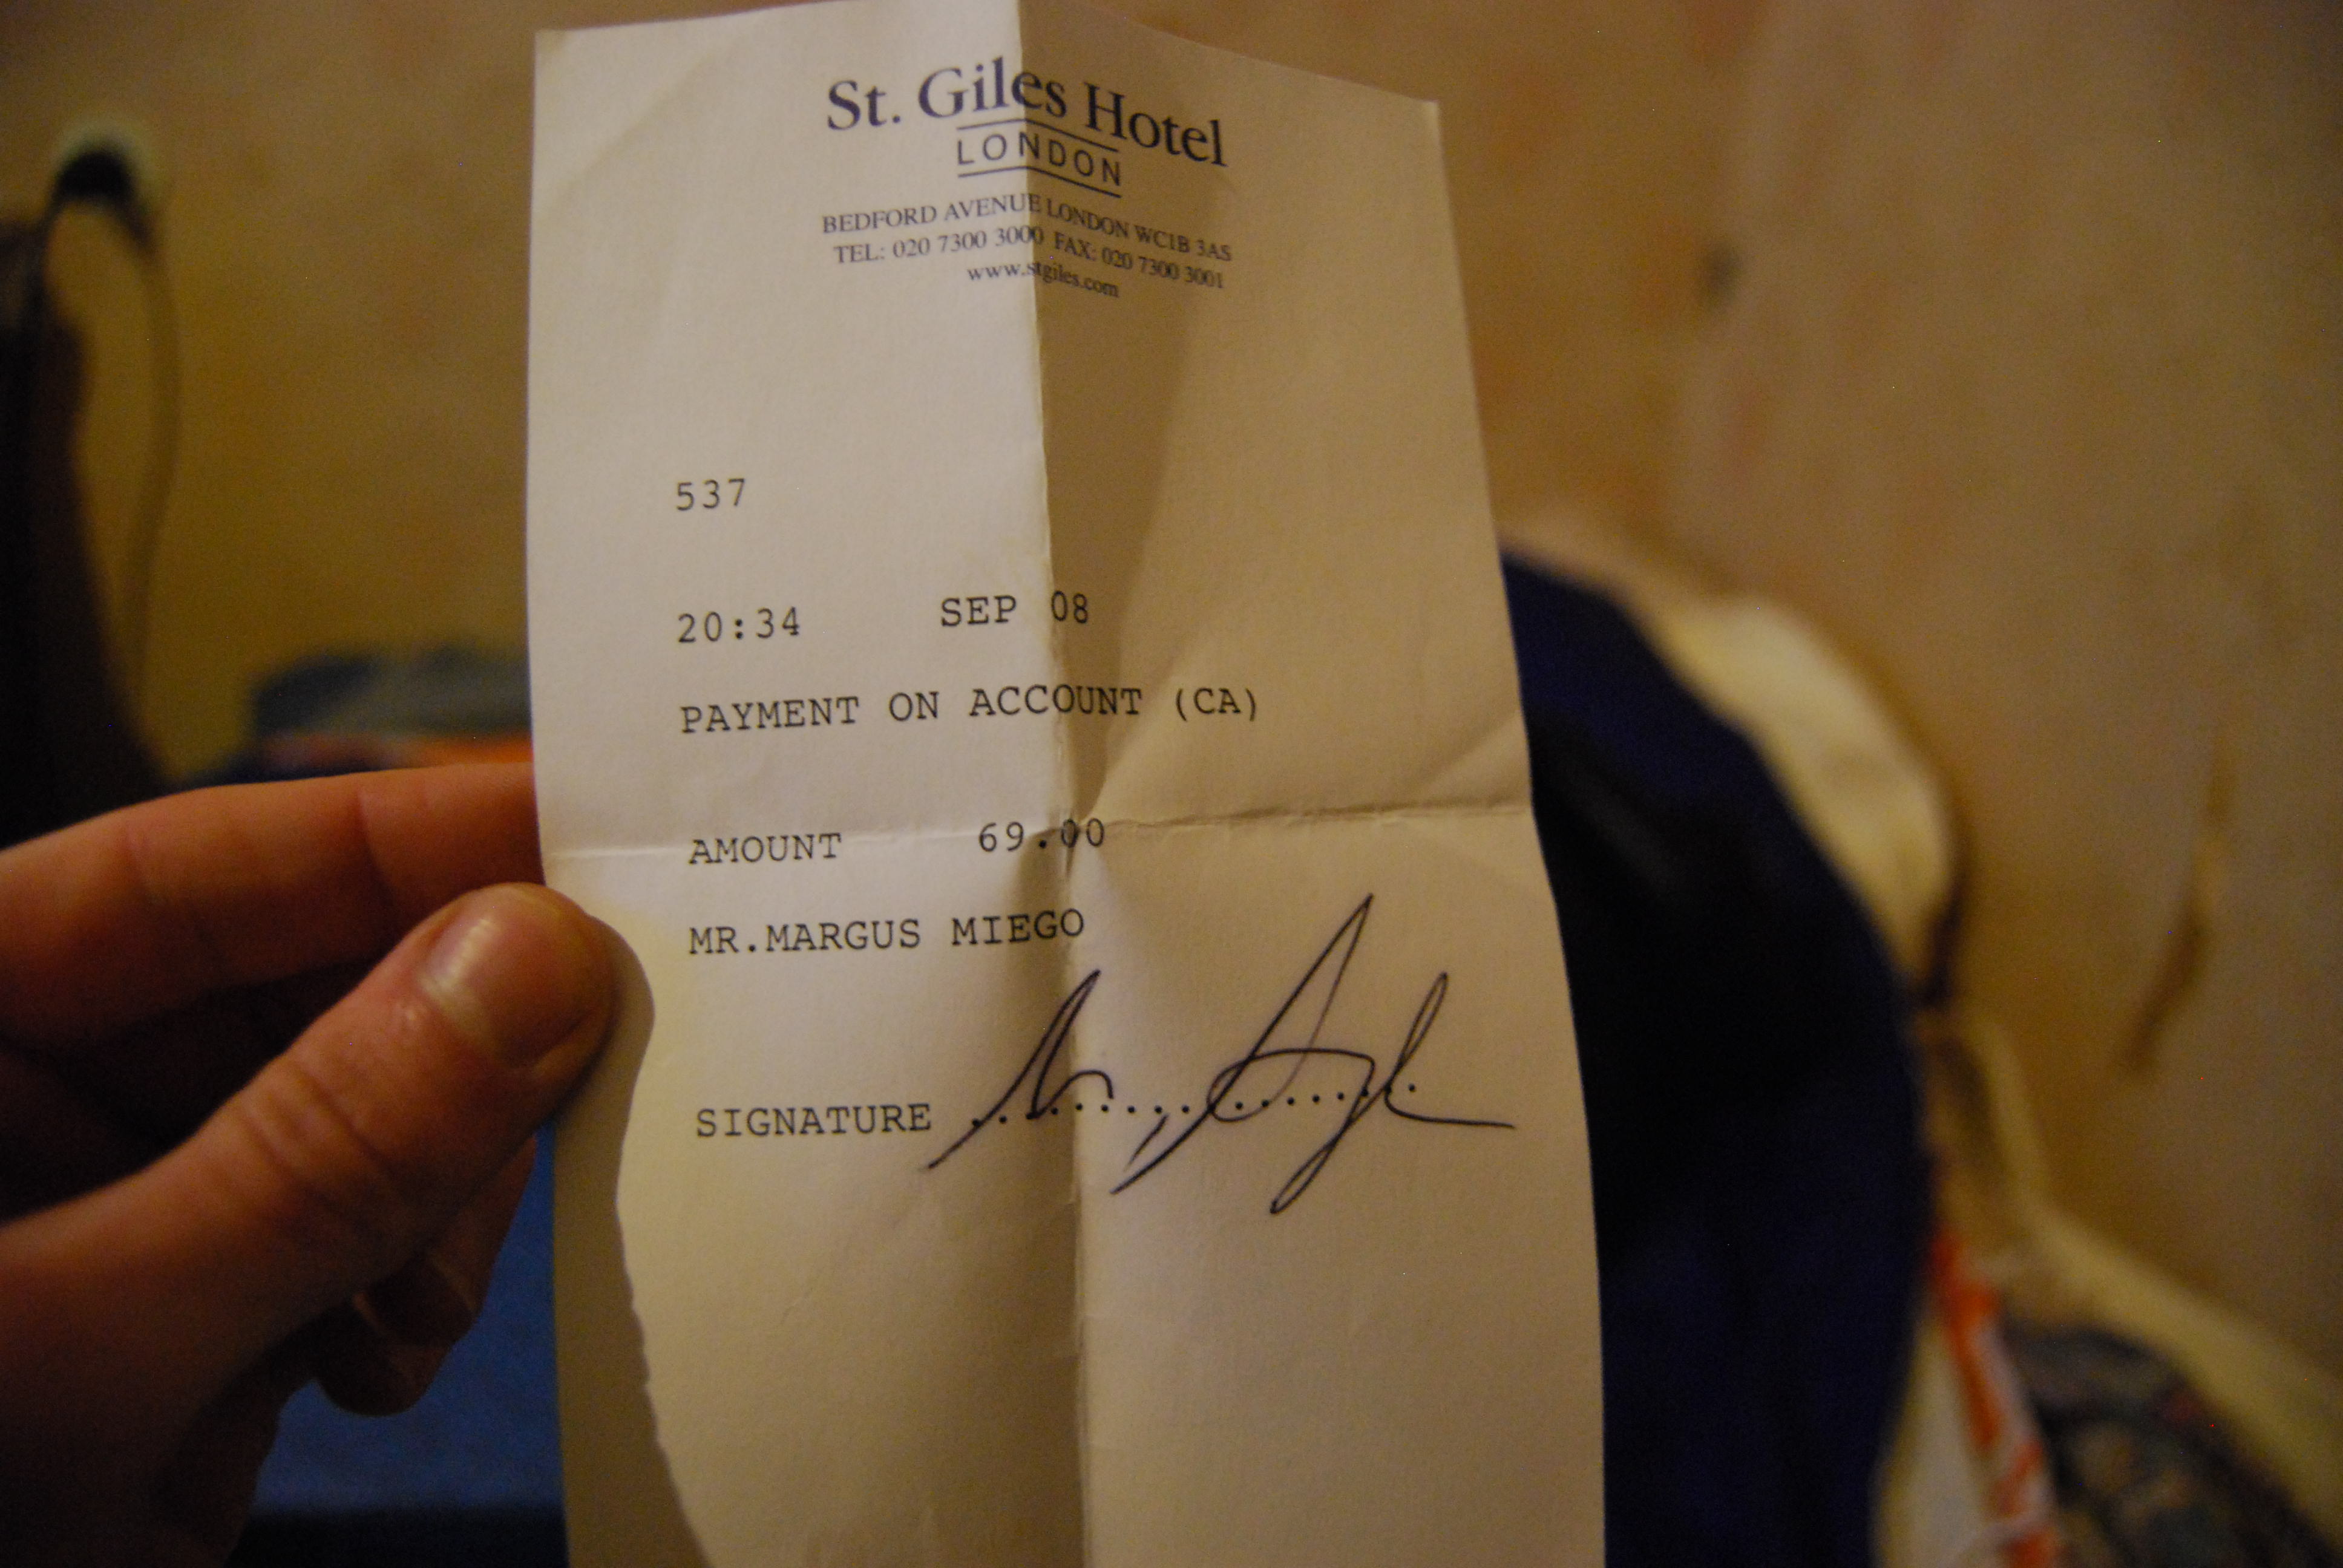 St. Giles Hotel
LONDON
BEDFORD AVENUE LONDON WC1B 3AS
TEL: 020 7300 3000 FAX: 020 7300 3001
www.stgiles.com
537
20:34 SEP 08
PAYMENT ON ACCOUNT (CA)
AMOUNT 69.00
MR.MARGUS MIEGO
SIGNATURE ..................